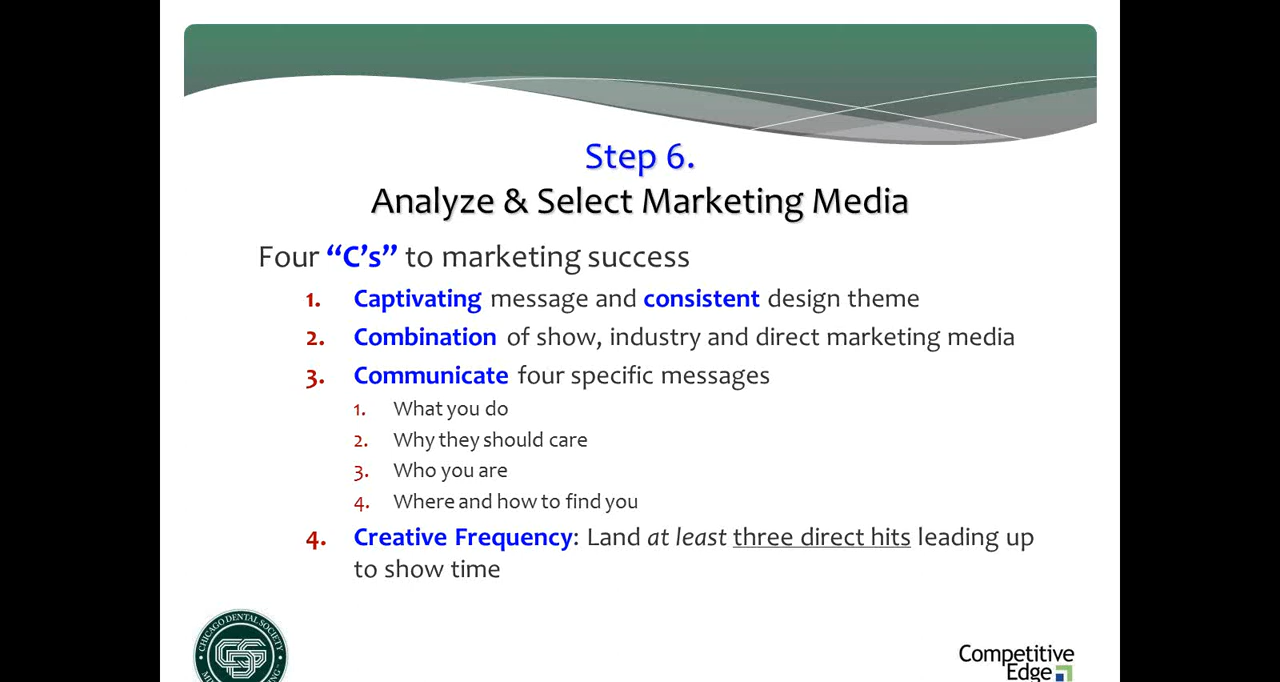 Step 6.
Analyze & Select Marketing Media
Four “C’s” to marketing success
1. Captivating message and consistent design theme
2. Combination of show, industry and direct marketing media
3. Communicate four specific messages
1. What you do
2. Why they should care
3. Who you are
4. Where and how to find you
4. Creative Frequency: Land at least three direct hits leading up
to show time
CHICAGO DENTAL SOCIETY
CDS
Competitive
Edge